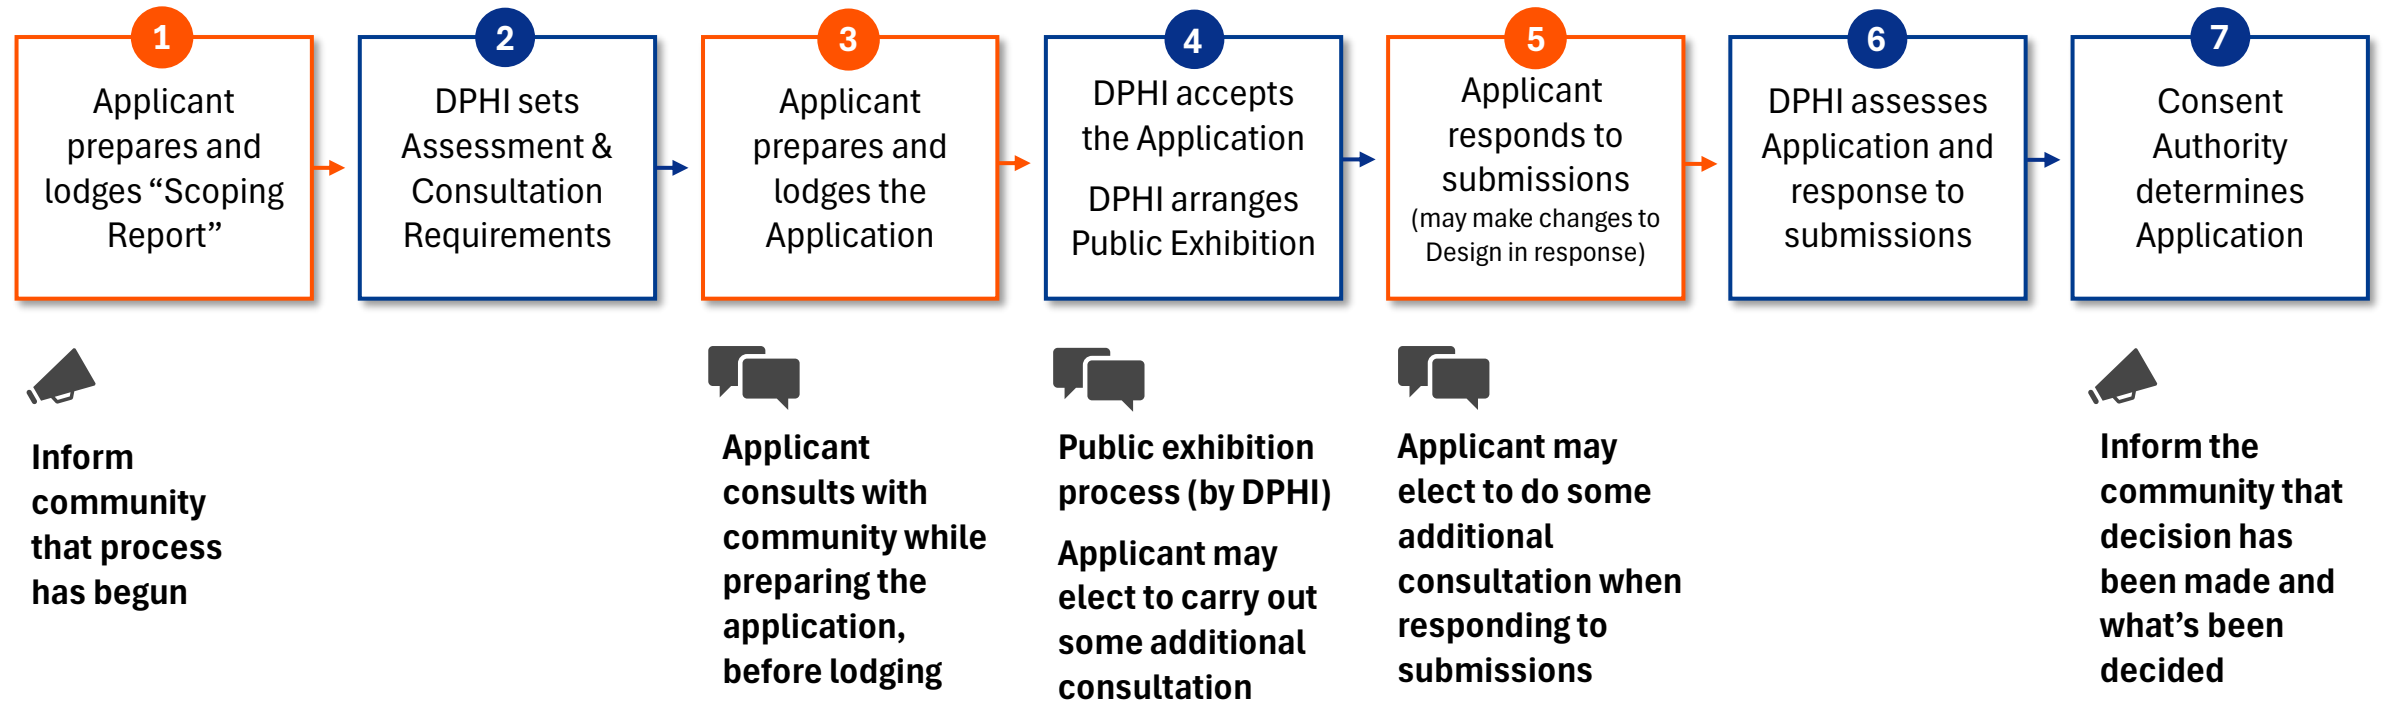 1
Applicant
prepares and
lodges “Scoping
Report”
2
DPHI sets
Assessment &
Consultation
Requirements
3
Applicant
prepares and
lodges the
Application
4
DPHI accepts
the Application
DPHI arranges
Public Exhibition
5
Applicant
responds to
submissions
(may make changes to
Design in response)
6
DPHI assesses
Application and
response to
submissions
7
Consent
Authority
determines
Application
Inform
community
that process
has begun
Applicant
consults with
community while
preparing the
application,
before lodging
Public exhibition
process (by DPHI)
Applicant may
elect to carry out
some additional
consultation
Applicant may
elect to do some
additional
consultation when
responding to
submissions
Inform the
community that
decision has
been made and
what’s been
decided